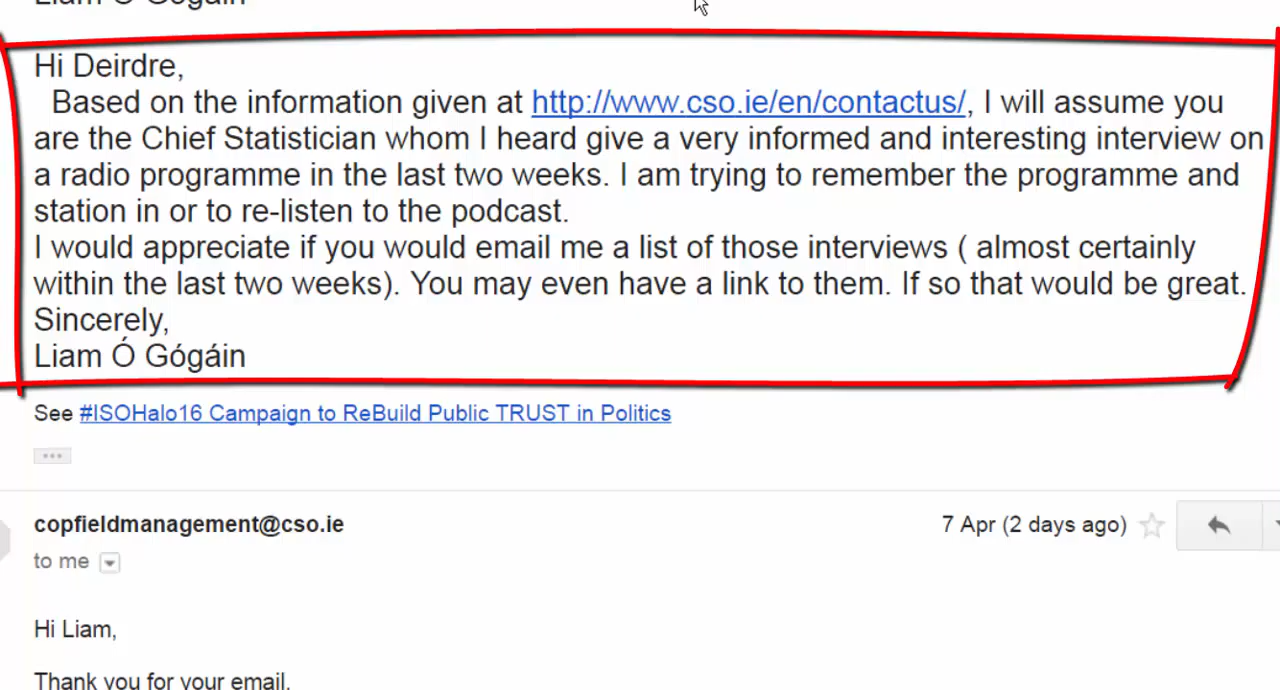 Liam Ó Gógáin
Hi Deirdre,
Based on the information given at http://www.cso.ie/en/contactus/, I will assume you
are the Chief Statistician whom I heard give a very informed and interesting interview on
a radio programme in the last two weeks. I am trying to remember the programme and
station in or to re-listen to the podcast.
I would appreciate if you would email me a list of those interviews ( almost certainly
within the last two weeks). You may even have a link to them. If so that would be great.
Sincerely,
Liam Ó Gógáin
See #ISOHalo16 Campaign to ReBuild Public TRUST in Politics
copfieldmanagement@cso.ie
7 Apr (2 days ago)
to me
Hi Liam,
Thank you for your email.